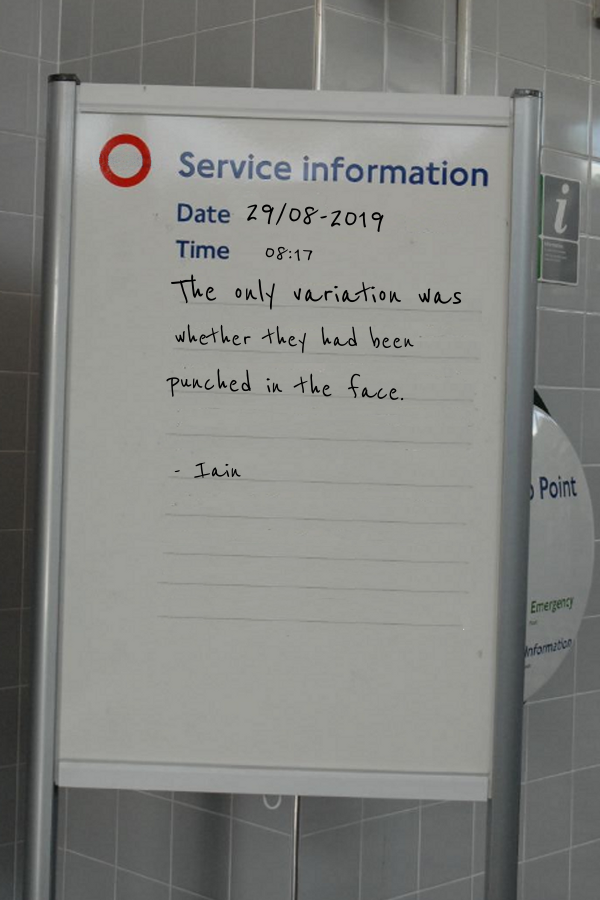 Service information
Date 29/08-2019
Time 08:17
The only variation was
whether they had been
punched in the face.
- Iain
i
Point
Emergency
Information